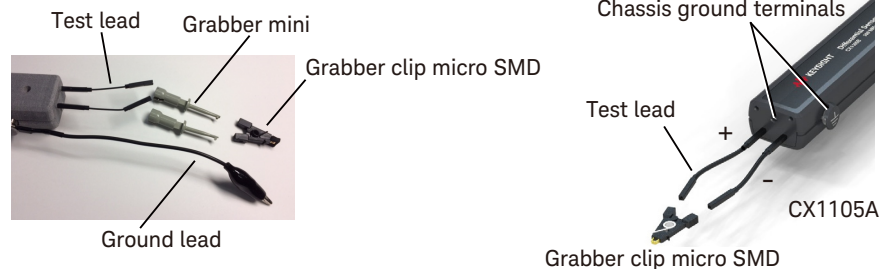 Test lead
Grabber mini
Grabber clip micro SMD
Ground lead
Chassis ground terminals
KEYSIGHT
Test lead
+
-
CX1105A
Grabber clip micro SMD